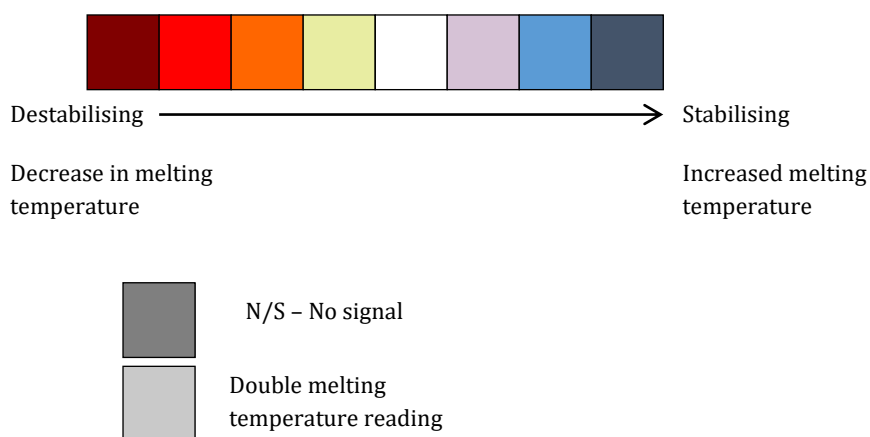 Destabilising
Stabilising
Decrease in melting
temperature
Increased melting
temperature
N/S – No signal
Double melting
temperature reading